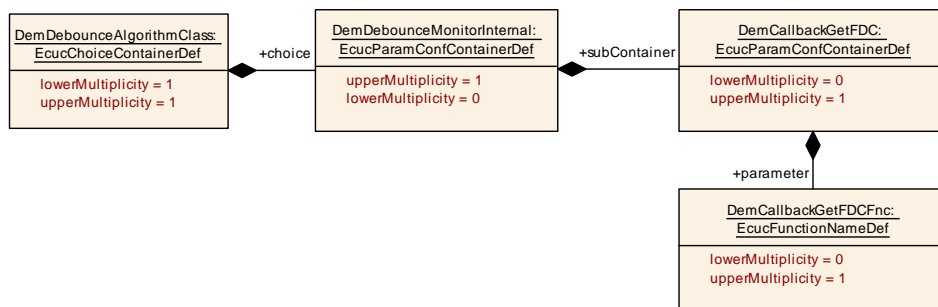 DemDebounceAlgorithmClass:
EcucChoiceContainerDef
lowerMultiplicity = 1
upperMultiplicity = 1
+choice
DemDebounceMonitorInternal:
EcucParamConfContainerDef
upperMultiplicity = 1
lowerMultiplicity = 0
+subContainer
DemCallbackGetFDC:
EcucParamConfContainerDef
lowerMultiplicity = 0
upperMultiplicity = 1
+parameter
DemCallbackGetFDCFnc:
EcucFunctionNameDef
lowerMultiplicity = 0
upperMultiplicity = 1